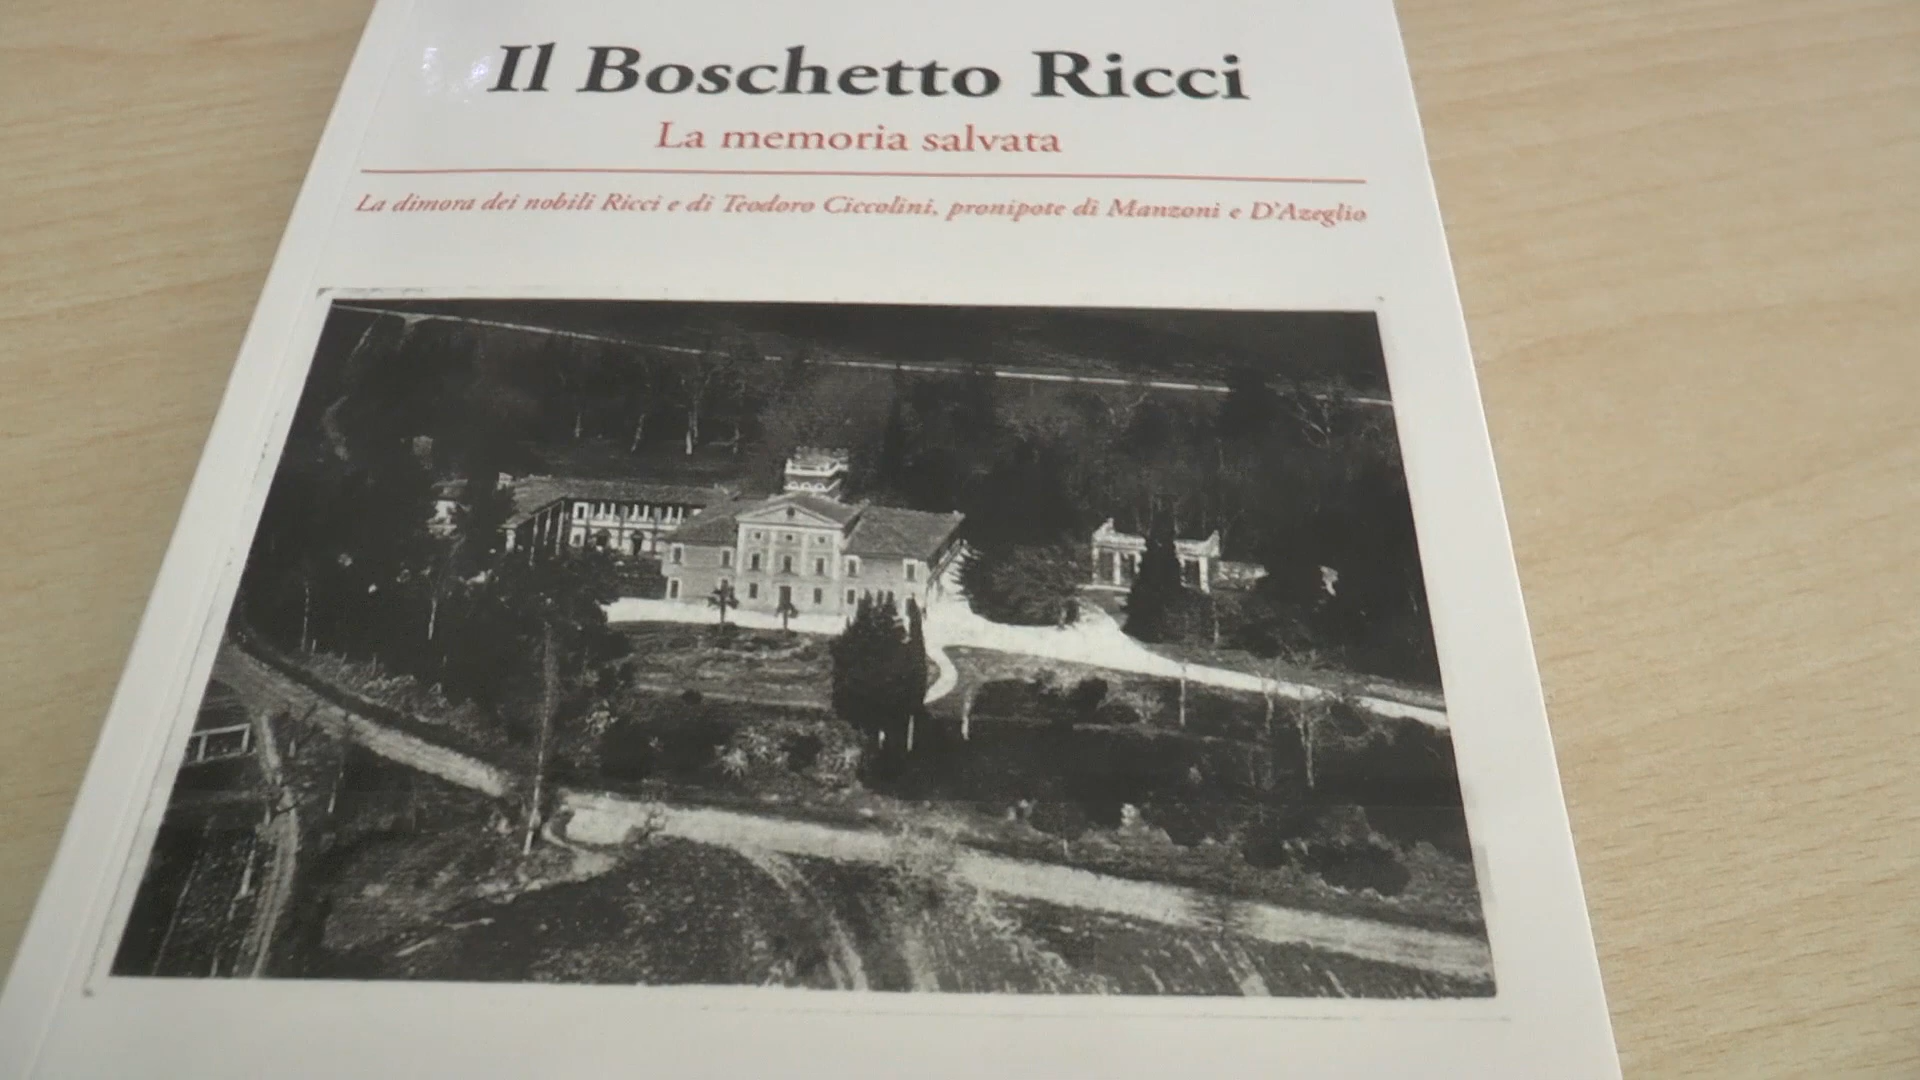 Il Boschetto Ricci
La memoria salvata
La dimora dei nobili Ricci e di Teodoro Ciccolini, pronipote di Manzoni e D'Azeglio